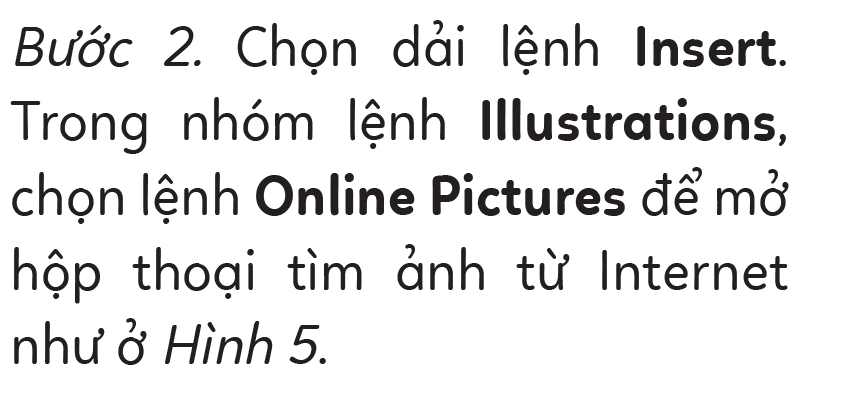 Bước 2. Chọn dải lệnh Insert.
Trong nhóm lệnh Illustrations,
chọn lệnh Online Pictures để mở
hộp thoại tìm ảnh từ Internet
như ở Hình 5.